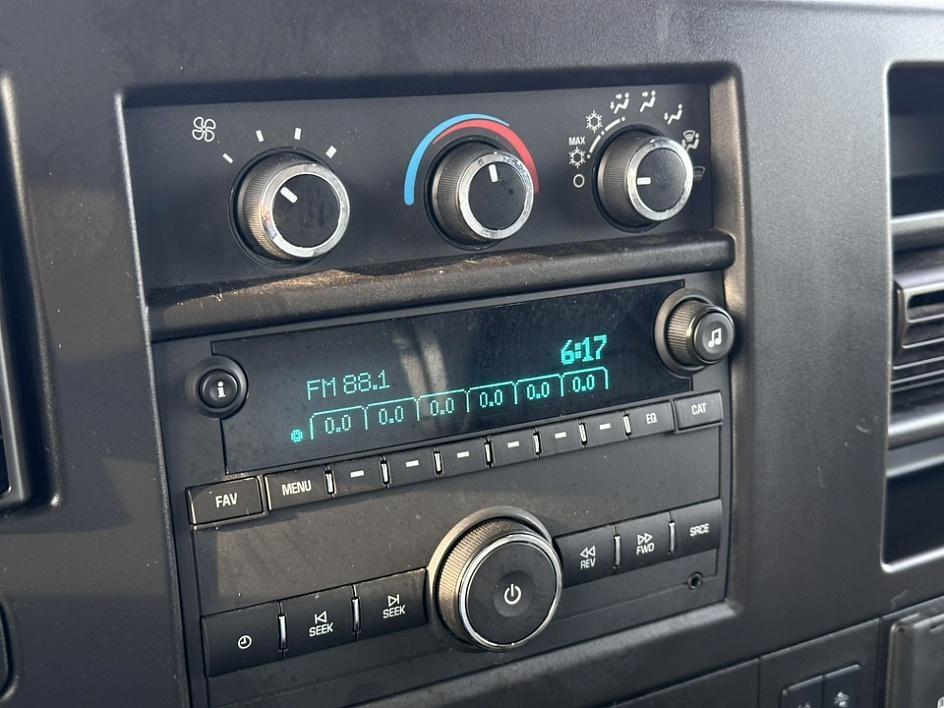 MAX
6:17
FM 88.1
0.0 0.0 0.0 0.0 0.0 0.0
i
FAV MENU EQ CAT
REV FWD SRCE
SEEK SEEK